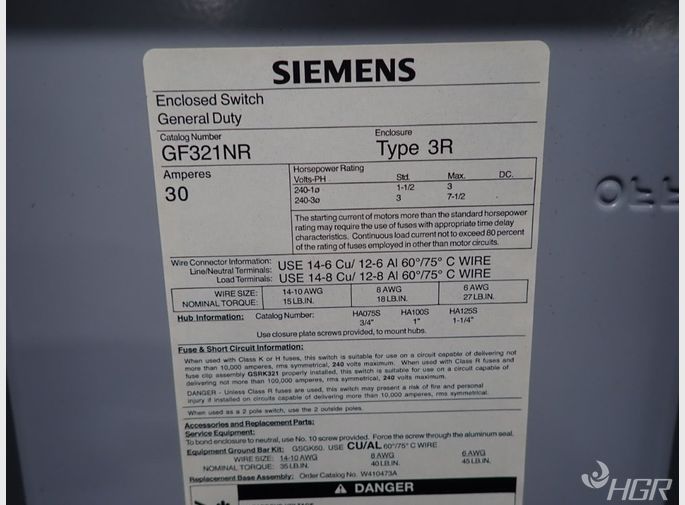 SIEMENS
Enclosed Switch
General Duty
Catalog Number
GF321NR
Enclosure
Type 3R
Amperes
30
Horsepower Rating
Volts-PH Std. Max. DC.
240-1ø 1-1/2 3
240-3ø 3 7-1/2 -
The starting current of motors more than the standard horsepower
rating may require the use of fuses with appropriate time delay
characteristics. Continuous load current not to exceed 80 percent
of the rating of fuses employed in other than motor circuits.
Wire Connector Information:
Line/Neutral Terminals: USE 14-6 Cu/ 12-6 Al 60°/75° C WIRE
Load Terminals: USE 14-8 Cu/ 12-8 Al 60°/75° C WIRE
WIRE SIZE: 14-10 AWG 8 AWG 6 AWG
NOMINAL TORQUE: 15 LB.IN. 18 LB.IN. 27 LB.IN.
Hub Information: Catalog Number: HA075S HA100S HA125S
3/4" 1" 1-1/4"
Use closure plate screws provided, to mount hubs.
Fuse & Short Circuit Information:
When used with Class K or H fuses, this switch is suitable for use on a circuit capable of delivering not
more than 10,000 amperes, rms symmetrical, 240 volts maximum. When used with Class R fuses and
fuse clip assembly GSRK321 properly installed, this switch is suitable for use on a circuit capable of
delivering not more than 100,000 amperes, rms symmetrical, 240 volts maximum.
DANGER - Unless Class R fuses are used, this switch may present a risk of fire and personal
injury if installed on circuits capable of delivering more than 10,000 amperes, rms symmetrical.
When used as a 2 pole switch, use the 2 outside poles.
Accessories and Replacement Parts:
Service Equipment:
To bond enclosure to neutral, use No. 10 screw provided. Force the screw through the aluminum seal.
Equipment Ground Bar Kit: GSGK60. USE CU/AL 60°/75° C WIRE
WIRE SIZE: 14-10 AWG 8 AWG 6 AWG
NOMINAL TORQUE: 35 LB.IN. 40 LB.IN. 45 LB.IN.
Replacement Base Assembly: Order Catalog No. W410473A
DANGER
OFF
HGR